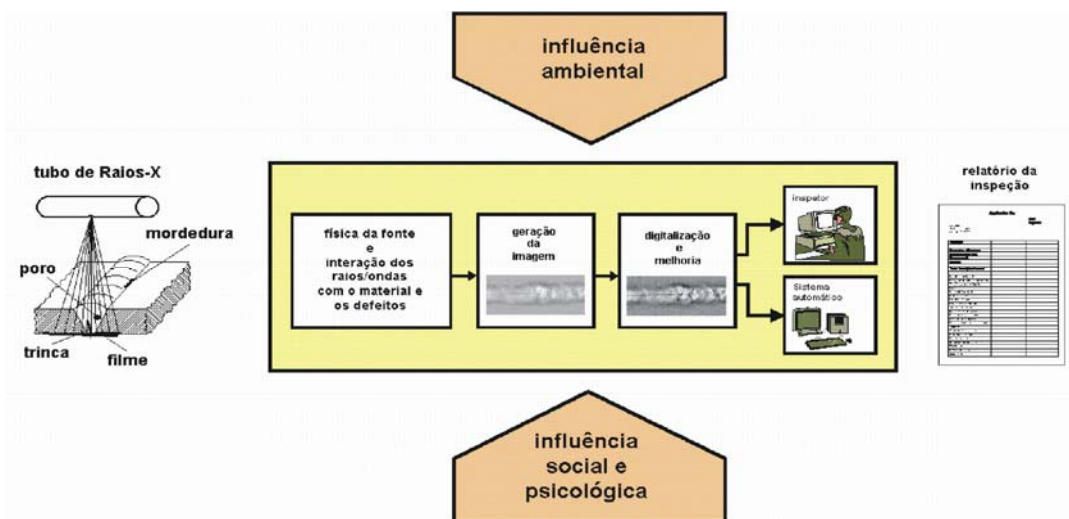 influência
ambiental
tubo de Raios-X
mordedura
poro
trinca
filme
física da fonte
e
interação dos
raios/ondas
com o material e
os defeitos
geração
da
imagem
digitalização
e
melhoria
inspetor
Sistema
automático
relatório da
inspeção
influência
social e
psicológica